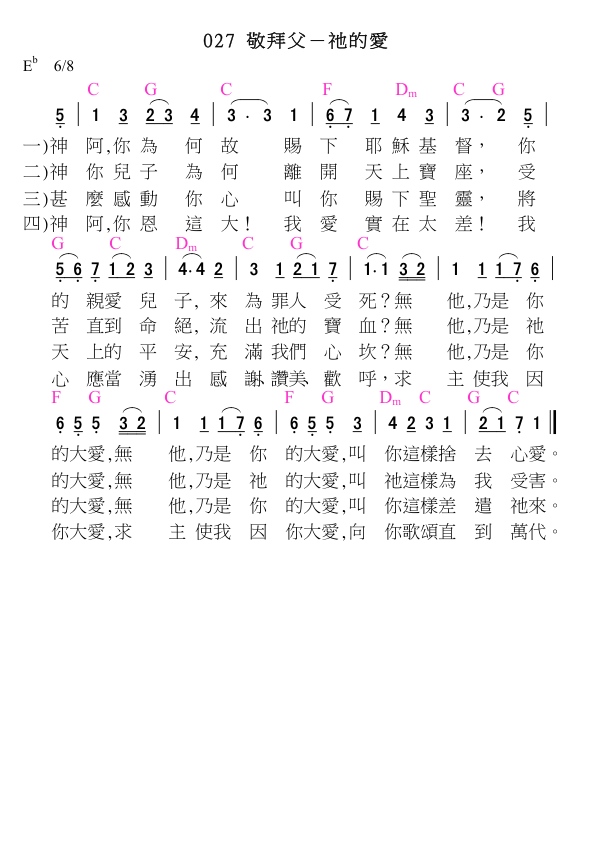 027 敬拜父－祂的愛
E♭ 6/8
C G C F Dm C G
5 | 1 3 2 3 4 | 3 · 3 1 | 6 7 1 4 3 | 3 · 2 5 |
一)神 阿,你 為 何 故 賜 下 耶 穌 基 督， 你
二)神 你 兒 子 為 何 離 開 天 上 寶 座， 受
三)甚 麼 感 動 你 心 叫 你 賜 下 聖 靈， 將
四)神 阿,你 恩 這 大! 我 愛 實 在 太 差! 我
G C Dm C G C
5 6 7 1 2 3 | 4·4 2 | 3 1 2 1 7 | 1·1 3 2 | 1 1 1 7 6 |
的 親愛 兒 子, 來 為 罪人 受 死?無 他,乃是 你
苦 直到 命 絕, 流 出 祂的 寶 血?無 他,乃是 祂
天 上的 平 安, 充 滿 我們 心 坎?無 他,乃是 你
心 應當 湧 出 感 謝、讚美、歡 呼,求 主 使我 因
F G C F G Dm C G C
6 5 5 3 2 | 1 1 1 7 6 | 6 5 5 3 | 4 2 3 1 | 2 1 7 1 ‖
的大愛,無 他,乃是 你 的大愛,叫 你這樣捨 去 心愛。
的大愛,無 他,乃是 祂 的大愛,叫 祂這樣為 我 受害。
的大愛,無 他,乃是 你 的大愛,叫 你這樣差 遣 祂來。
你大愛,求 主 使我 因 你大愛,向 你歌頌直 到 萬代。